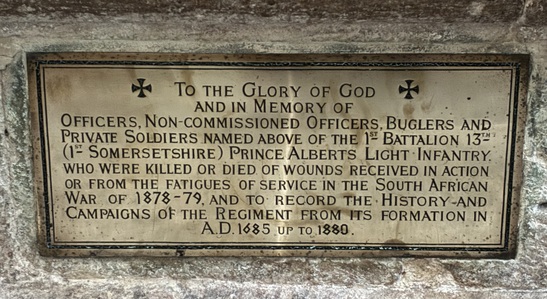 ✠ To the Glory of God ✠
and in Memory of
Officers, Non-commissioned Officers, Buglers and
Private Soldiers named above of the 1st Battalion 13th
(1st Somersetshire) Prince Alberts Light Infantry.
who were killed or died of wounds received in action
or from the fatigues of service in the South African
War of 1878-79, and to record the History and
Campaigns of the Regiment from its formation in
A.D. 1685 up to 1880.